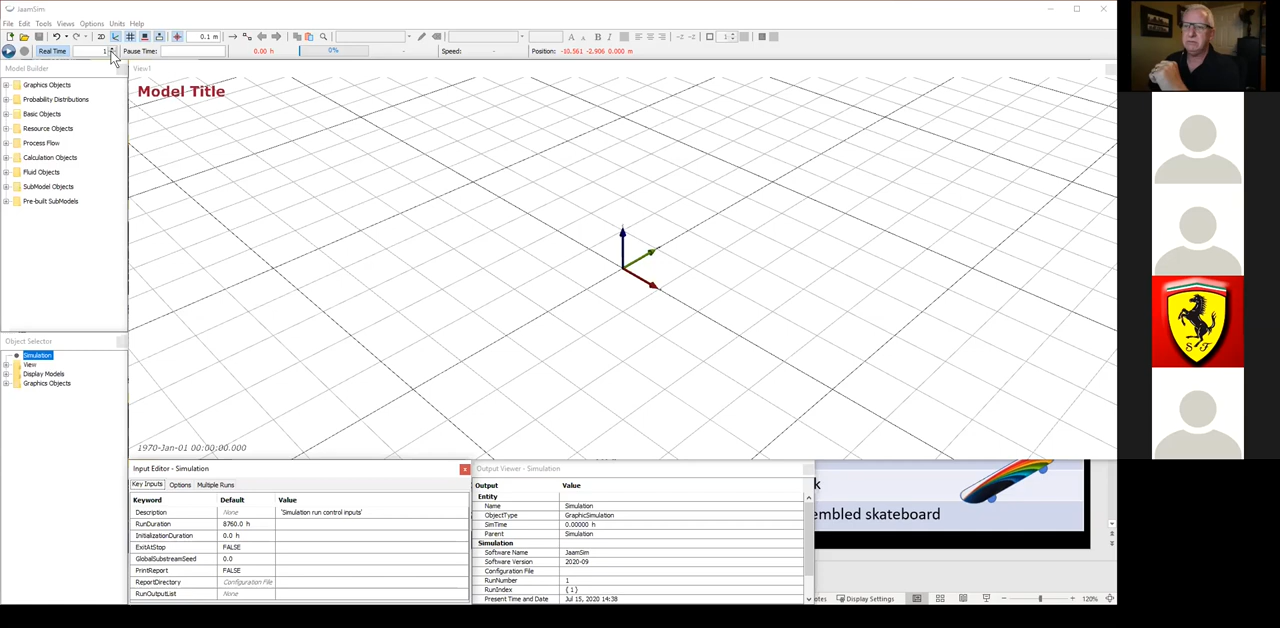 JaamSim
File Edit Tools Views Options Window Units Help
2D 0.1 m
Real Time 1 Pause Time: 0.00 h 0% - Speed: - Position: -10.561 -2.906 0.000 m
Model Builder
View1
Graphics Objects
Probability Distributions
Basic Objects
Resource Objects
Process Flow
Calculation Objects
Fluid Objects
SubModel Objects
Pre-built SubModels
Model Title
Object Selector
Simulation
View
Display Models
Graphics Objects
1970-Jan-01 00:00:00.000
Input Editor - Simulation
Key Inputs Options Multiple Runs
Keyword Default Value
Description None 'Simulation run control inputs'
RunDuration 8760.0 h
InitializationDuration 0.0 h
ExitAtStop FALSE
GlobalSubstreamSeed 0.0
PrintReport FALSE
ReportDirectory Configuration File
RunOutputList None
Output Viewer - Simulation
Output Value
Entity
Name Simulation
ObjectType GraphicSimulation
SimTime 0.00000 h
Parent Simulation
Simulation
Software Name JaamSim
Software Version 2020-09
Configuration File
RunNumber 1
RunIndex {1}
Present Time and Date Jul 15, 2020 14:38
k
embled skateboard
otes Display Settings 120%
S F